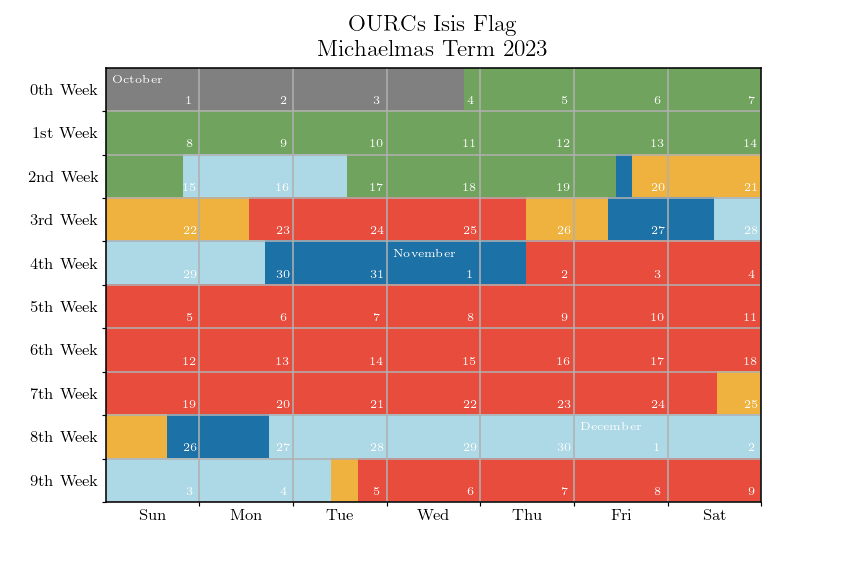 OURCs Isis Flag
Michaelmas Term 2023
October
0th Week 1 2 3 4 5 6 7
1st Week 8 9 10 11 12 13 14
2nd Week 15 16 17 18 19 20 21
3rd Week 22 23 24 25 26 27 28
November
4th Week 29 30 31 1 2 3 4
5th Week 5 6 7 8 9 10 11
6th Week 12 13 14 15 16 17 18
7th Week 19 20 21 22 23 24 25
December
8th Week 26 27 28 29 30 1 2
9th Week 3 4 5 6 7 8 9
Sun Mon Tue Wed Thu Fri Sat